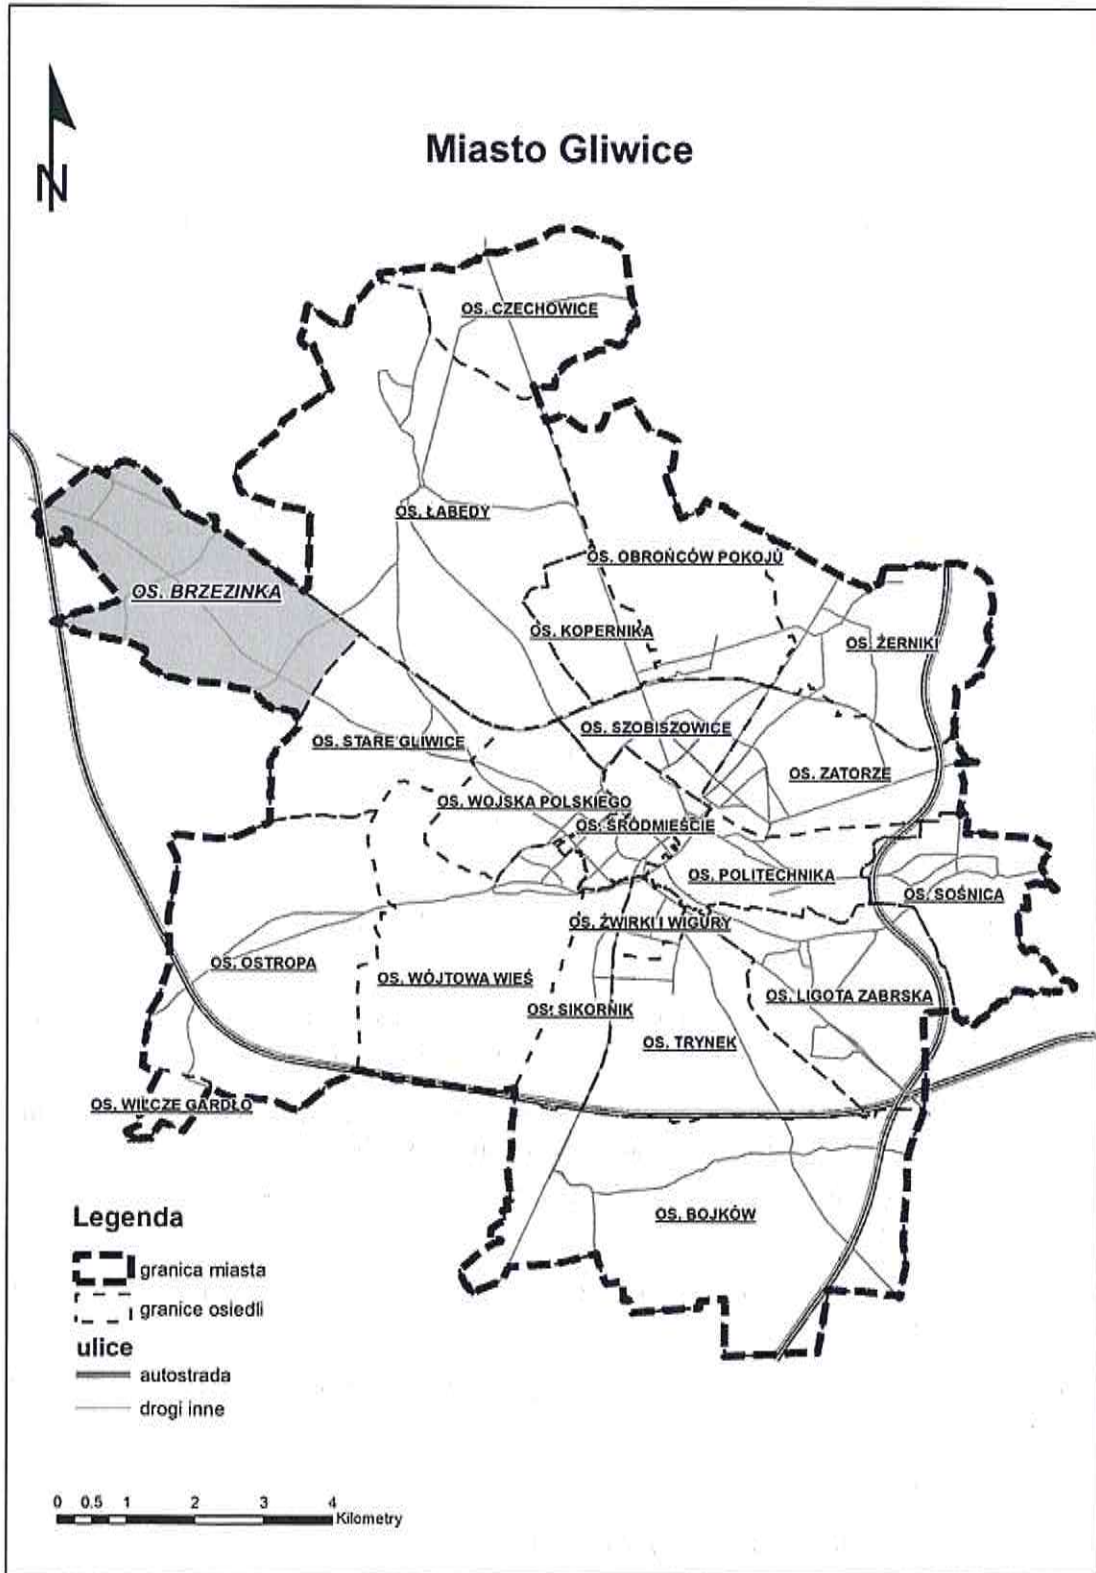 Miasto Gliwice
N
OS. CZECHOWICE
OS. ŁABĘDY
OS. OBROŃCÓW POKOJU
OS. BRZEZINKA
OS. KOPERNIKA
OS. ŻERNIKI
OS. SZOBISZOWICE
OS. STARE GLIWICE
OS. ZATORZE
OS. WOJSKA POLSKIEGO
OS. ŚRÓDMIEŚCIE
OS. POLITECHNIKA
OS. SOŚNICA
OS. ŻWIRKI I WIGURY
OS. OSTROPA
OS. WÓJTOWA WIEŚ
OS. LIGOTA ZABRSKA
OS. SIKORNIK
OS. TRYNEK
OS. WILCZE GARDŁO
OS. BOJKÓW
Legenda
granica miasta
granice osiedli
ulice
autostrada
drogi inne
0 0.5 1 2 3 4
Kilometry